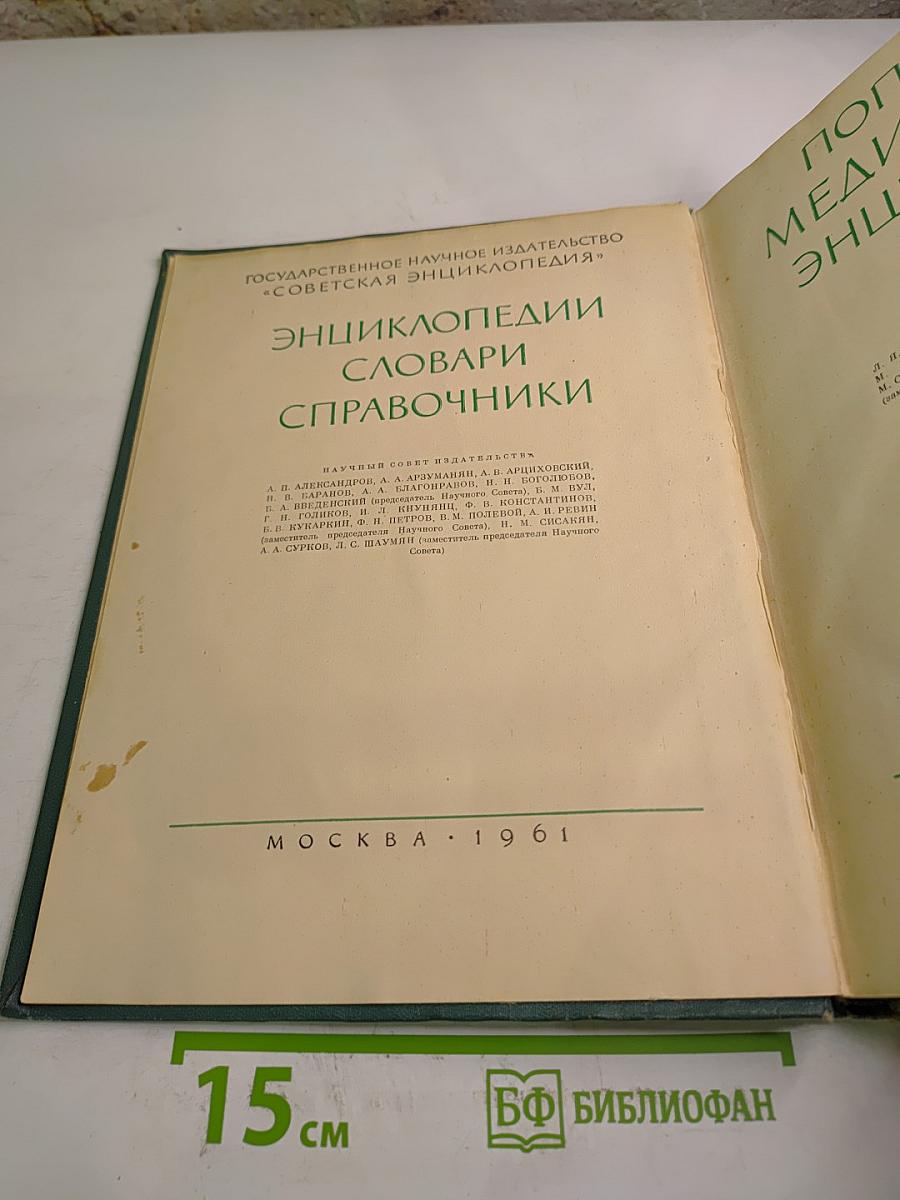 ГОСУДАРСТВЕННОЕ НАУЧНОЕ ИЗДАТЕЛЬСТВО
«СОВЕТСКАЯ ЭНЦИКЛОПЕДИЯ»
ЭНЦИКЛОПЕДИИ
СЛОВАРИ
СПРАВОЧНИКИ
НАУЧНЫЙ СОВЕТ ИЗДАТЕЛЬСТВА
А. П. АЛЕКСАНДРОВ, А. А. АРЗУМАНЯН, А. В. АРЦИХОВСКИЙ,
Н. В. БАРАНОВ, А. А. БЛАГОНРАВОВ, Н. Н. БОГОЛЮБОВ,
Б. А. ВВЕДЕНСКИЙ (председатель Научного Совета), Б. М. ВУЛ,
Г. Н. ГОЛИКОВ, И. Л. КНУНЯНЦ, Ф. В. КОНСТАНТИНОВ,
Б. В. КУКАРКИН, Ф. Н. ПЕТРОВ, В. М. ПОЛЕВОЙ, А. И. РЕВИН
(заместитель председателя Научного Совета), Н. М. СИСАКЯН,
А. А. СУРКОВ, Л. С. ШАУМЯН (заместитель председателя Научного
Совета)
МОСКВА · 1961
ПОП
МЕДИ
ЭНЦ
Л. Я.
М.
М. С
(зам
15 см
БФ БИБЛИОФАН